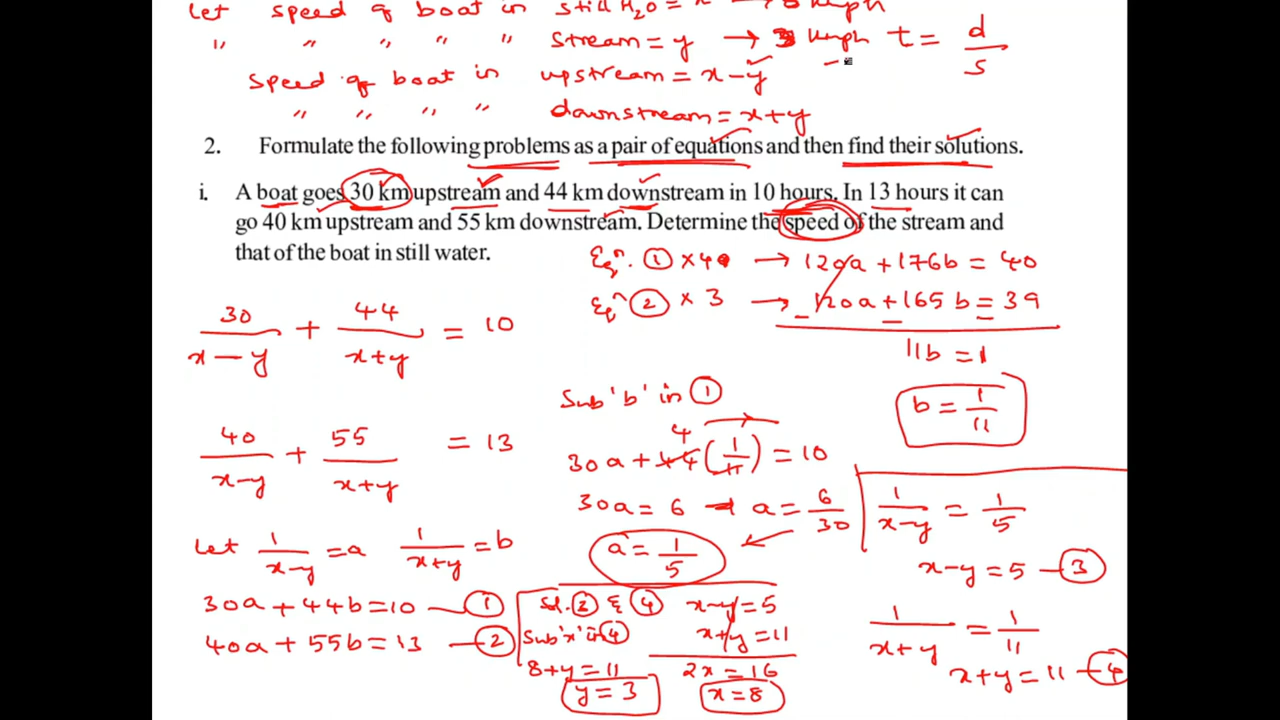 let speed of boat in still H₂O = x → 8 kmph
" " " " " stream = y → 3 kmph t = d/s
speed of boat in upstream = x-y
" " " " downstream = x+y
2. Formulate the following problems as a pair of equations and then find their solutions.
i. A boat goes 30 km upstream and 44 km downstream in 10 hours. In 13 hours it can
go 40 km upstream and 55 km downstream. Determine the speed of the stream and
that of the boat in still water.
Eqn. ① × 4 → 120a + 176b = 40
Eqn ② × 3 → 120a + 165b = 39
11b = 1
b = 1/11
30/(x-y) + 44/(x+y) = 10
40/(x-y) + 55/(x+y) = 13
let 1/(x-y) = a 1/(x+y) = b
30a + 44b = 10 — ①
40a + 55b = 13 — ②
Sub 'b' in ①
30a + 44 (1/11) = 10
4
30a = 6 → a = 6/30
a = 1/5
1/(x-y) = 1/5
x-y = 5 — ③
1/(x+y) = 1/11
x+y = 11 — ④
Sol. ③ & ④ x-y = 5
x+y = 11
2x = 16
x = 8
Sub 'x' in ④
8+y = 11
y = 3